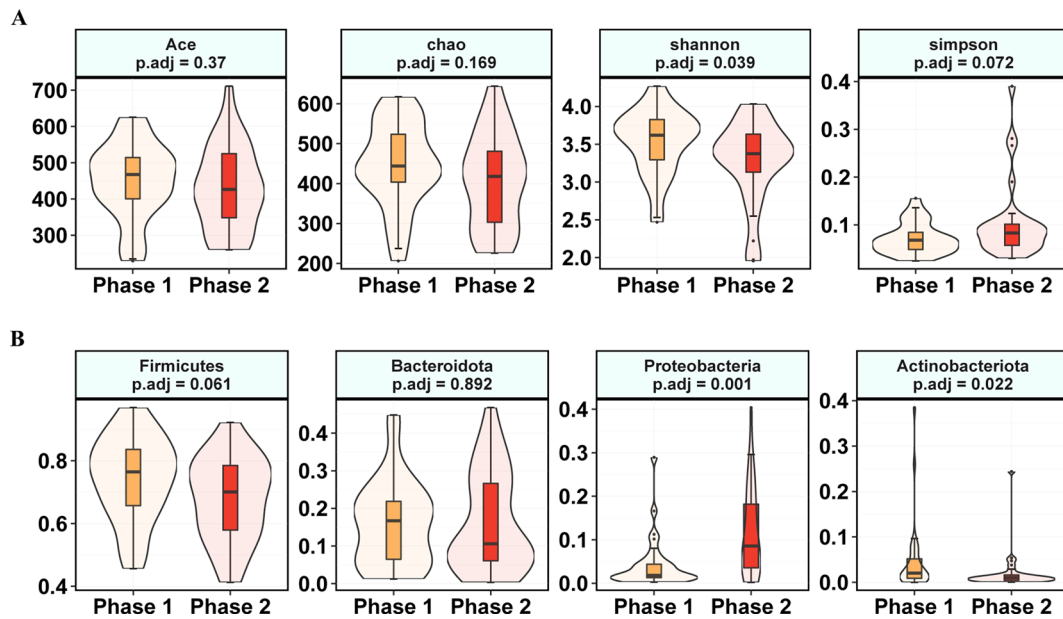 A
Ace
p.adj = 0.37
chao
p.adj = 0.169
shannon
p.adj = 0.039
simpson
p.adj = 0.072
700
600
500
400
300
600
500
400
300
200
4.0
3.5
3.0
2.5
2.0
0.4
0.3
0.2
0.1
Phase 1 Phase 2
Phase 1 Phase 2
Phase 1 Phase 2
Phase 1 Phase 2
B
Firmicutes
p.adj = 0.061
Bacteroidota
p.adj = 0.892
Proteobacteria
p.adj = 0.001
Actinobacteriota
p.adj = 0.022
0.8
0.6
0.4
0.4
0.3
0.2
0.1
0.0
0.4
0.3
0.2
0.1
0.0
0.4
0.3
0.2
0.1
0.0
Phase 1 Phase 2
Phase 1 Phase 2
Phase 1 Phase 2
Phase 1 Phase 2